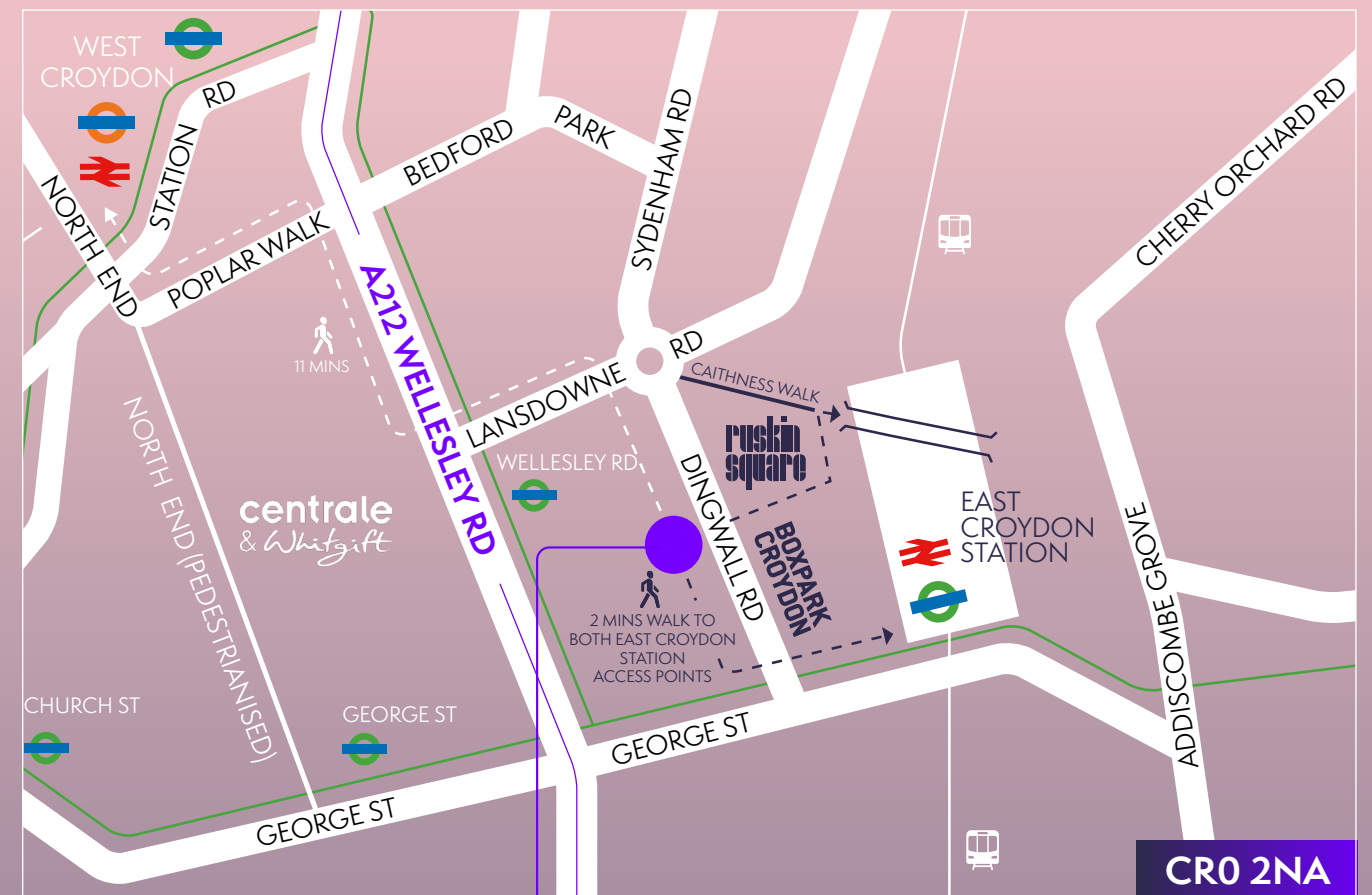 WEST
CROYDON
STATION
RD
NORTH END
POPLAR WALK
BEDFORD
PARK
SYDENHAM RD
CHERRY ORCHARD RD
A212 WELLESLEY RD
11 MINS
LANSDOWNE
RD
CAITHNESS WALK
ruskin
square
WELLESLEY RD
NORTH END (PEDESTRIANISED)
centrale
& Whitgift
DINGWALL RD
BOXPARK
CROYDON
EAST
CROYDON
STATION
2 MINS WALK TO
BOTH EAST CROYDON
STATION
ACCESS POINTS
ADDISCOMBE GROVE
CHURCH ST
GEORGE ST
GEORGE ST
GEORGE ST
CR0 2NA